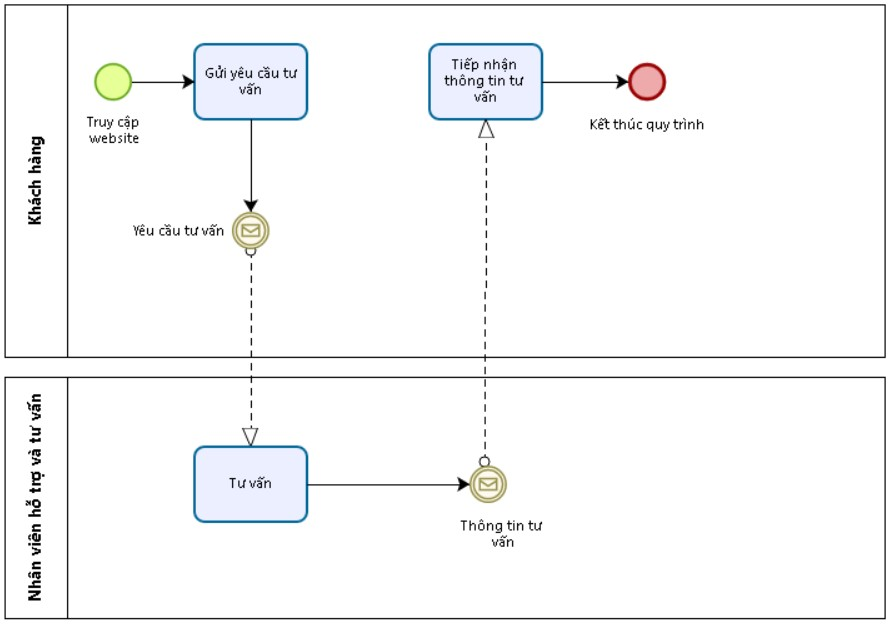 Khách hàng
Truy cập
website
Gửi yêu cầu tư
vấn
Yêu cầu tư vấn
Tiếp nhận
thông tin tư
vấn
Kết thúc quy trình
Nhân viên hỗ trợ và tư vấn
Tư vấn
Thông tin tư
vấn